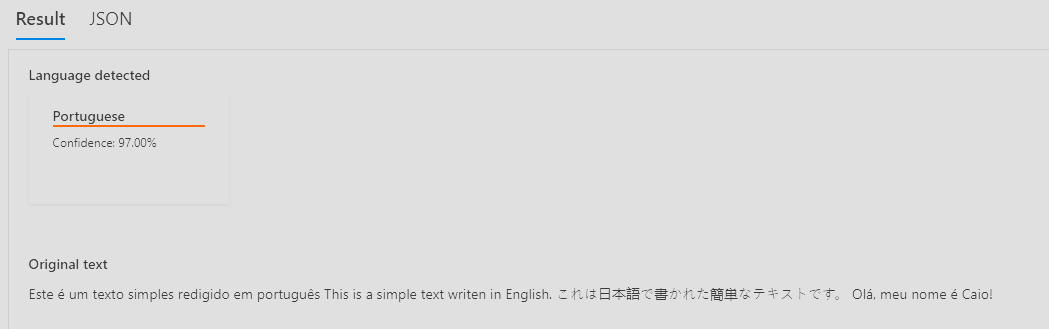 Result JSON
Language detected
Portuguese
Confidence: 97.00%
Original text
Este é um texto simples redigido em português This is a simple text writen in English. これは日本語で書かれた簡単なテキストです。 Olá, meu nome é Caio!